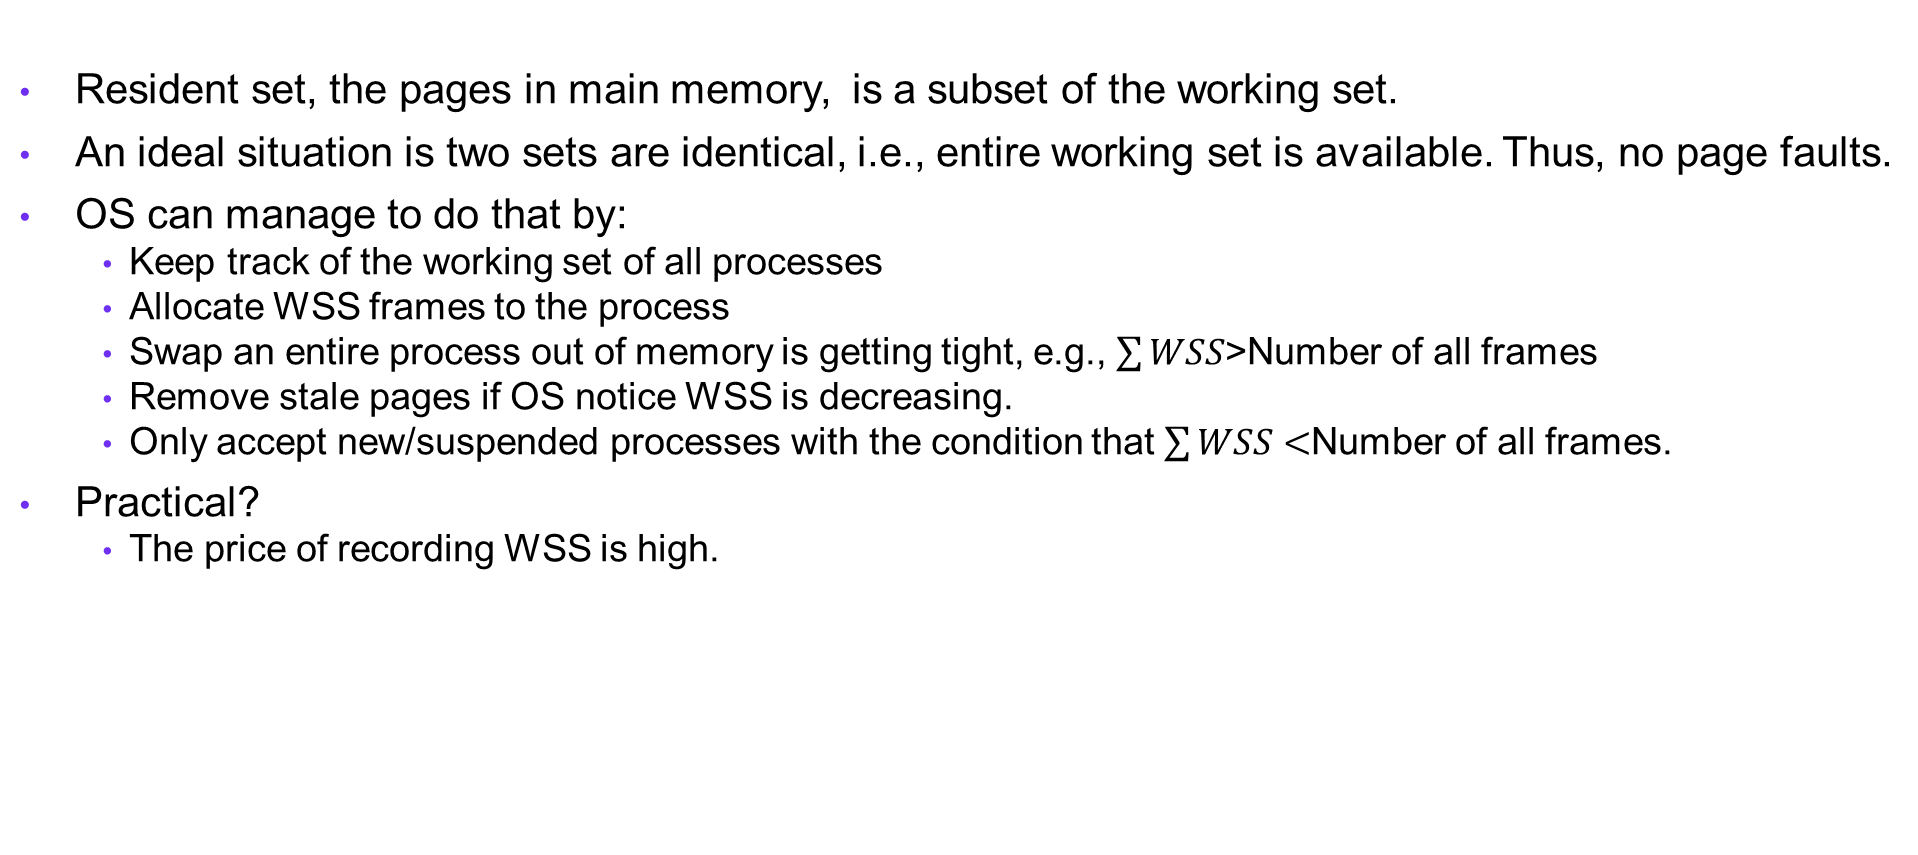 • Resident set, the pages in main memory,  is a subset of the working set.
• An ideal situation is two sets are identical, i.e., entire working set is available. Thus, no page faults.
• OS can manage to do that by:
• Keep track of the working set of all processes
• Allocate WSS frames to the process
• Swap an entire process out of memory is getting tight, e.g., ∑ 𝑊𝑆𝑆>Number of all frames
• Remove stale pages if OS notice WSS is decreasing.
• Only accept new/suspended processes with the condition that ∑ 𝑊𝑆𝑆 <Number of all frames.
• Practical?
• The price of recording WSS is high.